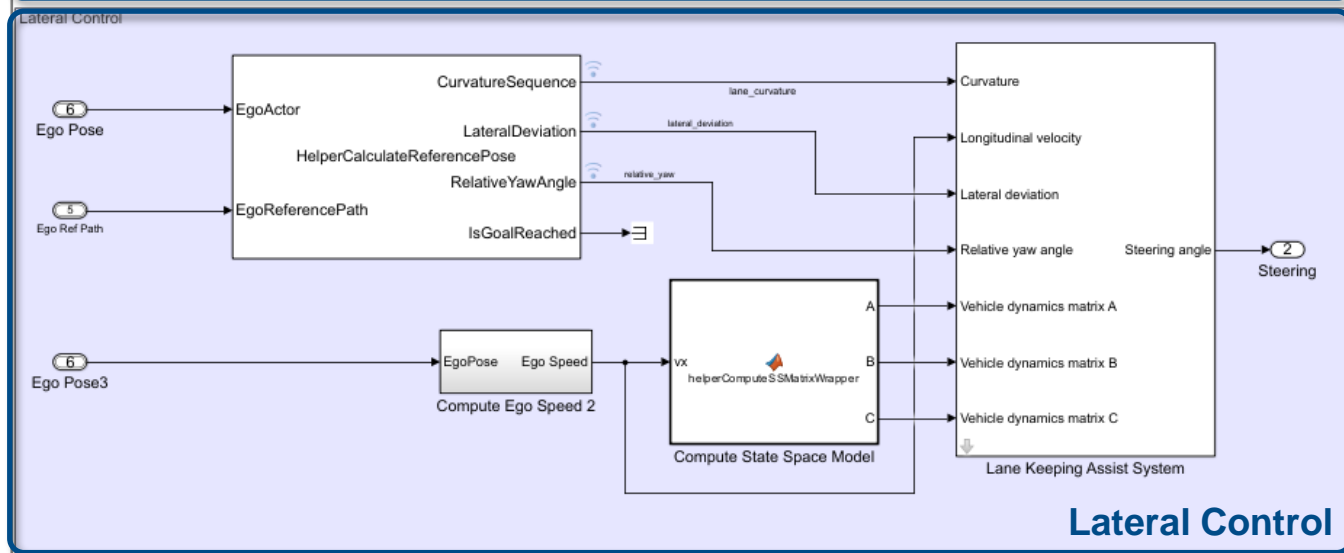 Lateral Control
6
Ego Pose
5
Ego Ref Path
EgoActor
EgoReferencePath
HelperCalculateReferencePose
CurvatureSequence
LateralDeviation
RelativeYawAngle
IsGoalReached
lane_curvature
lateral_deviation
relative_yaw
6
Ego Pose3
EgoPose
Ego Speed
Compute Ego Speed 2
vx
helperComputeSSMatrixWrapper
A
B
C
Compute State Space Model
Curvature
Longitudinal velocity
Lateral deviation
Relative yaw angle
Vehicle dynamics matrix A
Vehicle dynamics matrix B
Vehicle dynamics matrix C
Steering angle
Lane Keeping Assist System
2
Steering
Lateral Control